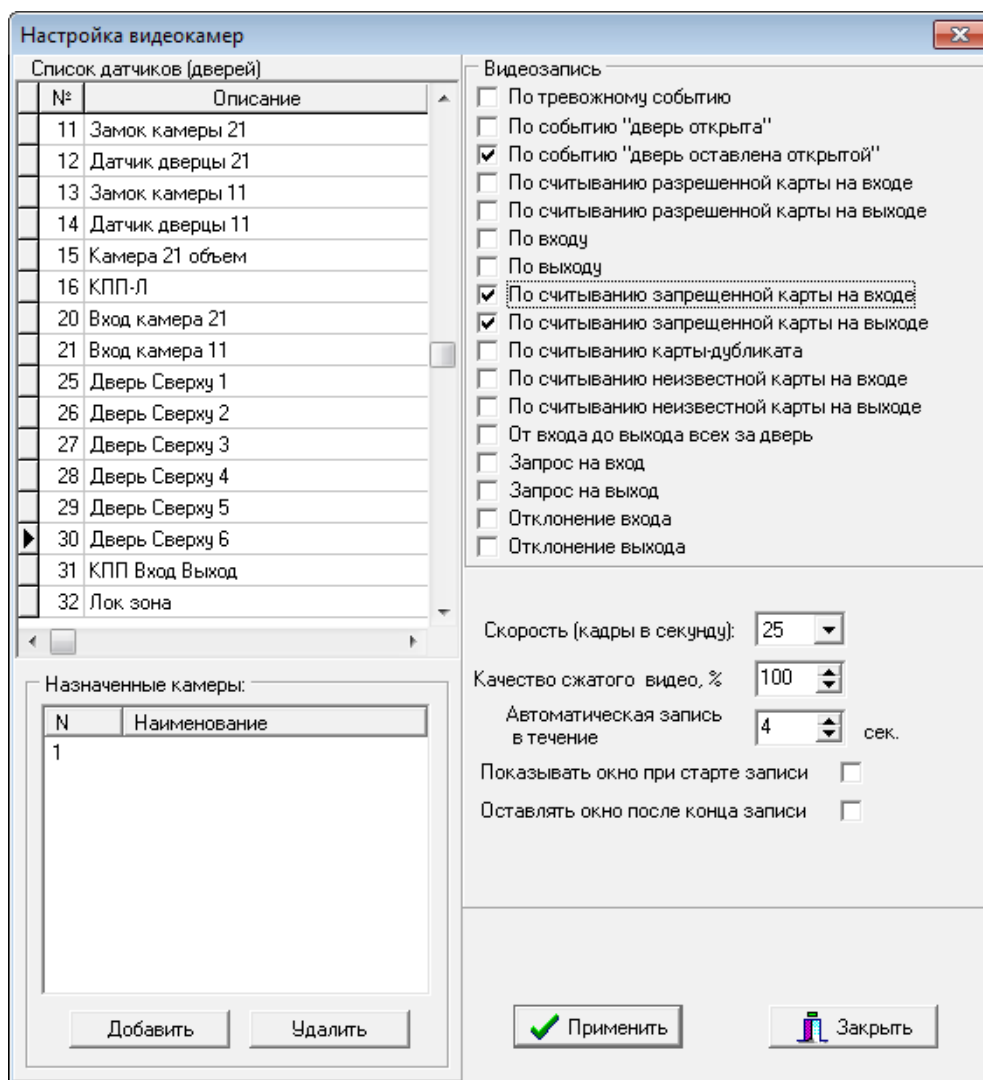 Настройка видеокамер
Список датчиков (дверей)
№ Описание
11 Замок камеры 21
12 Датчик дверцы 21
13 Замок камеры 11
14 Датчик дверцы 11
15 Камера 21 объем
16 КПП-Л
20 Вход камера 21
21 Вход камера 11
25 Дверь Сверху 1
26 Дверь Сверху 2
27 Дверь Сверху 3
28 Дверь Сверху 4
29 Дверь Сверху 5
30 Дверь Сверху 6
31 КПП Вход Выход
32 Лок зона
Назначенные камеры:
N Наименование
1
Добавить Удалить
Видеозапись
По тревожному событию
По событию "дверь открыта"
По событию "дверь оставлена открытой"
По считыванию разрешенной карты на входе
По считыванию разрешенной карты на выходе
По входу
По выходу
По считыванию запрещенной карты на входе
По считыванию запрещенной карты на выходе
По считыванию карты-дубликата
По считыванию неизвестной карты на входе
По считыванию неизвестной карты на выходе
От входа до выхода всех за дверь
Запрос на вход
Запрос на выход
Отклонение входа
Отклонение выхода
Скорость (кадры в секунду): 25
Качество сжатого видео, % 100
Автоматическая запись
в течение 4 сек.
Показывать окно при старте записи
Оставлять окно после конца записи
Применить Закрыть